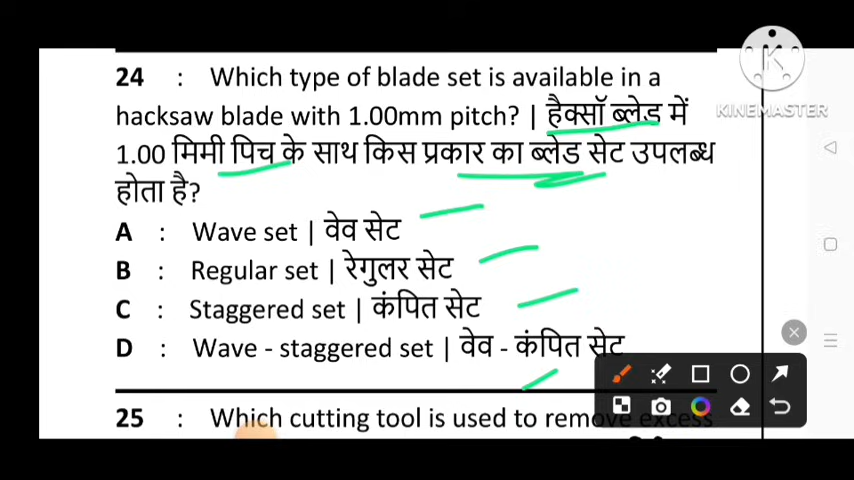 24 : Which type of blade set is available in a
hacksaw blade with 1.00mm pitch? | हैक्सॉ ब्लेड में
1.00 मिमी पिच के साथ किस प्रकार का ब्लेड सेट उपलब्ध
होता है?
A : Wave set | वेव सेट
B : Regular set | रेगुलर सेट
C : Staggered set | कंपित सेट
D : Wave - staggered set | वेव - कंपित सेट
25 : Which cutting tool is used to remove excess
KINEMASTER